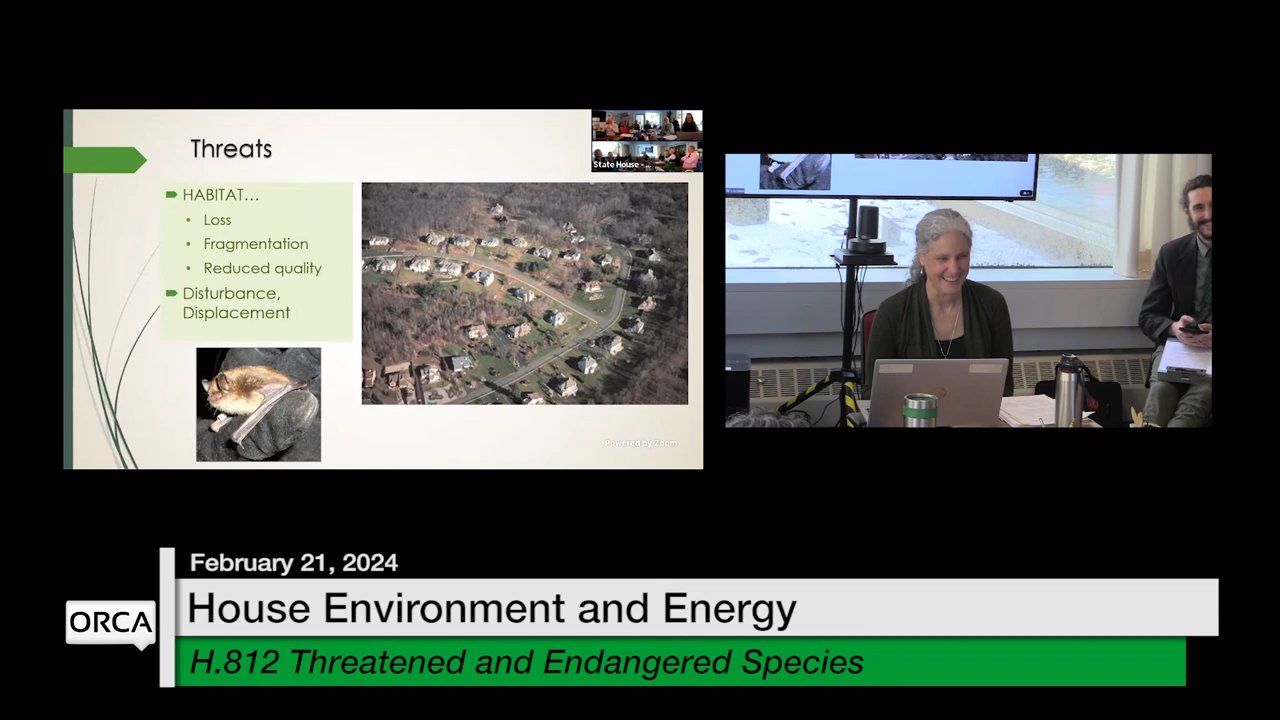 Threats
State House - ...
HABITAT...
Loss
Fragmentation
Reduced quality
Disturbance,
Displacement
Powered by Zoom
February 21, 2024
House Environment and Energy
ORCA
H.812 Threatened and Endangered Species